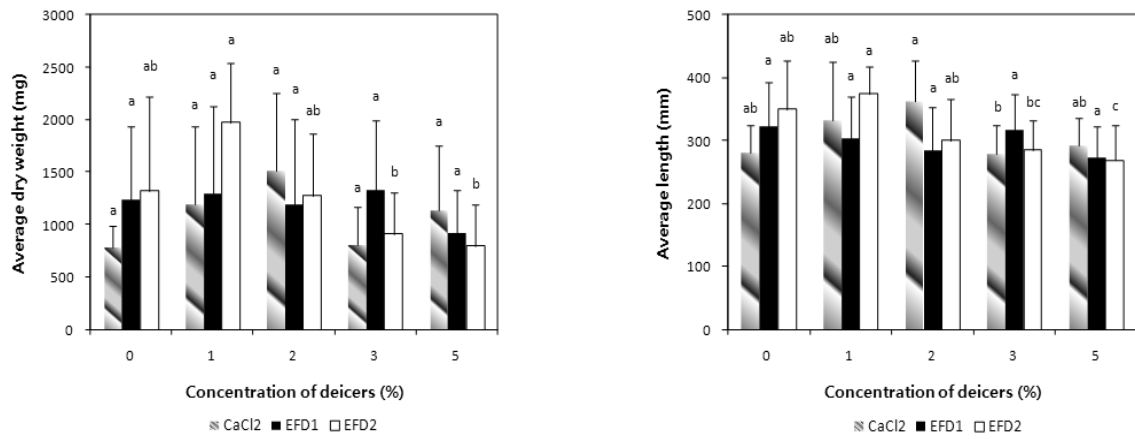 3000
2500
2000
1500
1000
500
0
Average dry weight (mg)
a a ab
a a a
a a ab
a a b
a a b
0 1 2 3 5
Concentration of deicers (%)
CaCl2 EFD1 EFD2
500
400
300
200
100
0
Average length (mm)
ab a ab
ab a a
a a ab
b a bc
ab a c
0 1 2 3 5
Concentration of deicers (%)
CaCl2 EFD1 EFD2